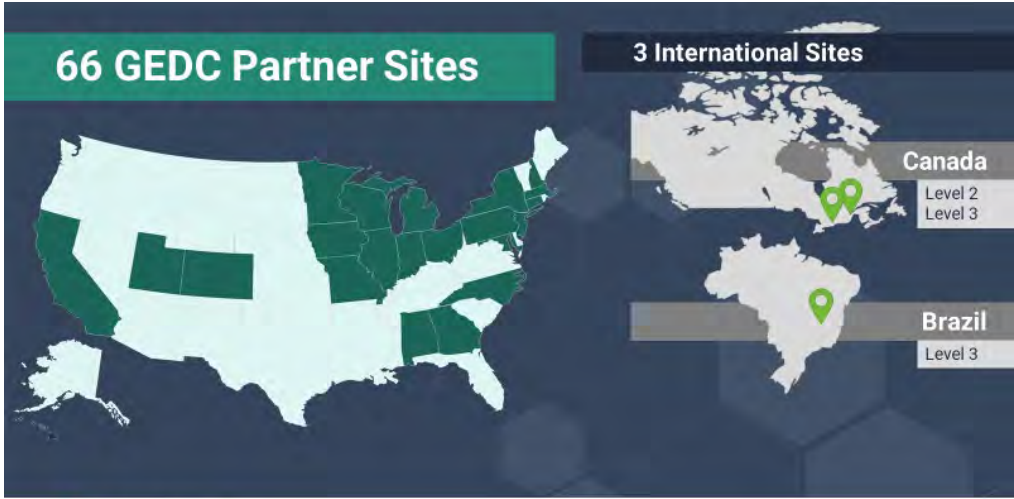 66 GEDC Partner Sites
3 International Sites
Canada
Level 2
Level 3
Brazil
Level 3